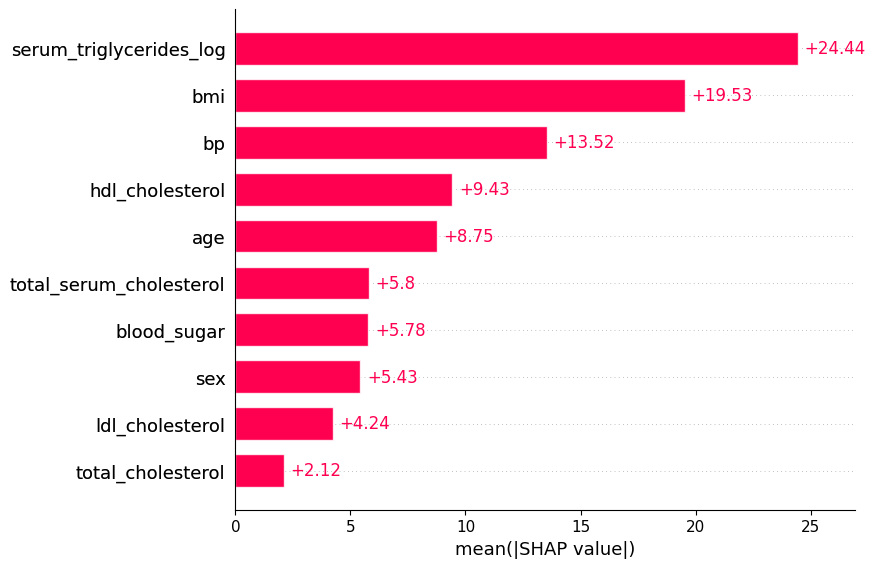 serum_triglycerides_log +24.44
bmi +19.53
bp +13.52
hdl_cholesterol +9.43
age +8.75
total_serum_cholesterol +5.8
blood_sugar +5.78
sex +5.43
ldl_cholesterol +4.24
total_cholesterol +2.12
0 5 10 15 20 25
mean(|SHAP value|)